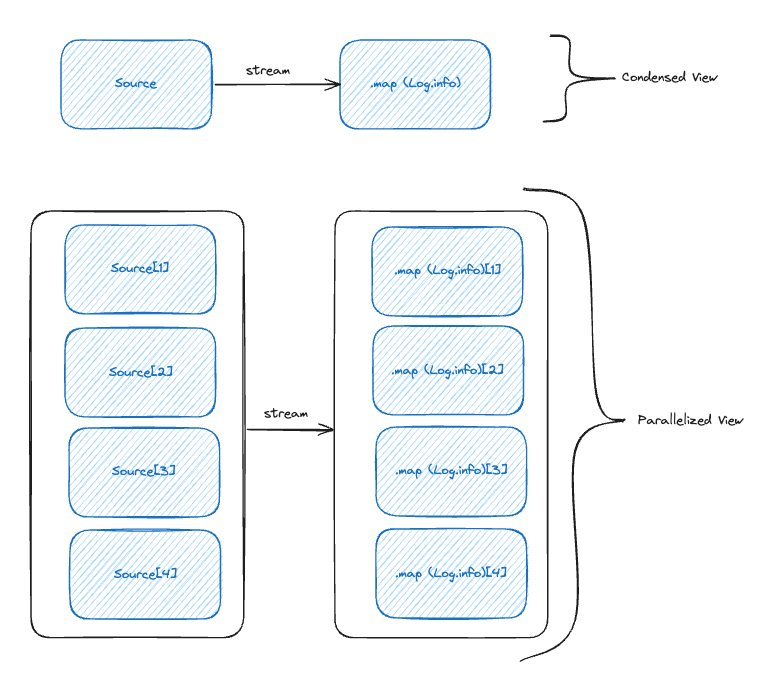 Source
stream
.map (Log.info)
Condensed View
Source[1]
.map (Log.info)[1]
Source[2]
.map (Log.info)[2]
stream
Parallelized View
Source[3]
.map (Log.info)[3]
Source[4]
.map (Log.info)[4]